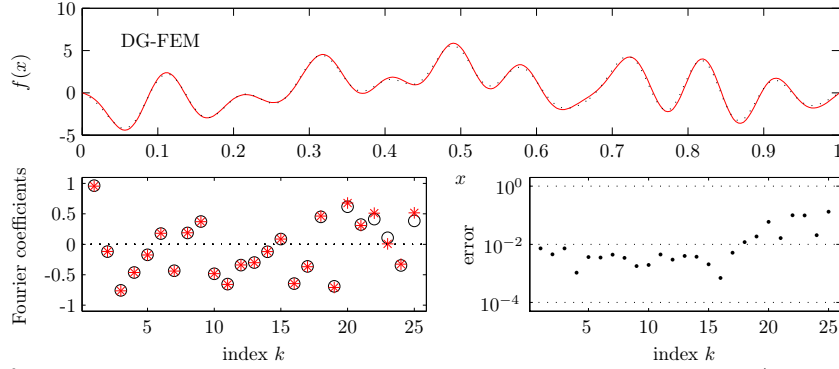 10
5
0
-5
f(x)
DG-FEM
0 0.1 0.2 0.3 0.4 0.5 0.6 0.7 0.8 0.9 1
x
Fourier coefficients
1
0.5
0
-0.5
-1
5 10 15 20 25
index k
error
10^0
10^−2
10^−4
5 10 15 20 25
index k